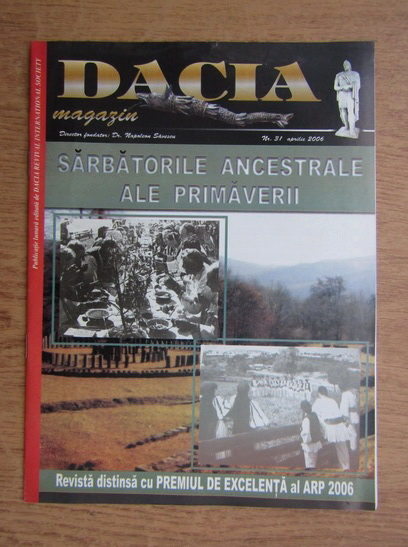 DACIA
magazin
Director fondator: Dr. Napoleon Săvescu
Nr. 31 aprilie 2006
SĂRBĂTORILE ANCESTRALE
ALE PRIMĂVERII
Publicație lunară editată de DACIA REVIVAL INTERNATIONAL SOCIETY
Revistă distinsă cu PREMIUL DE EXCELENȚĂ al ARP 2006